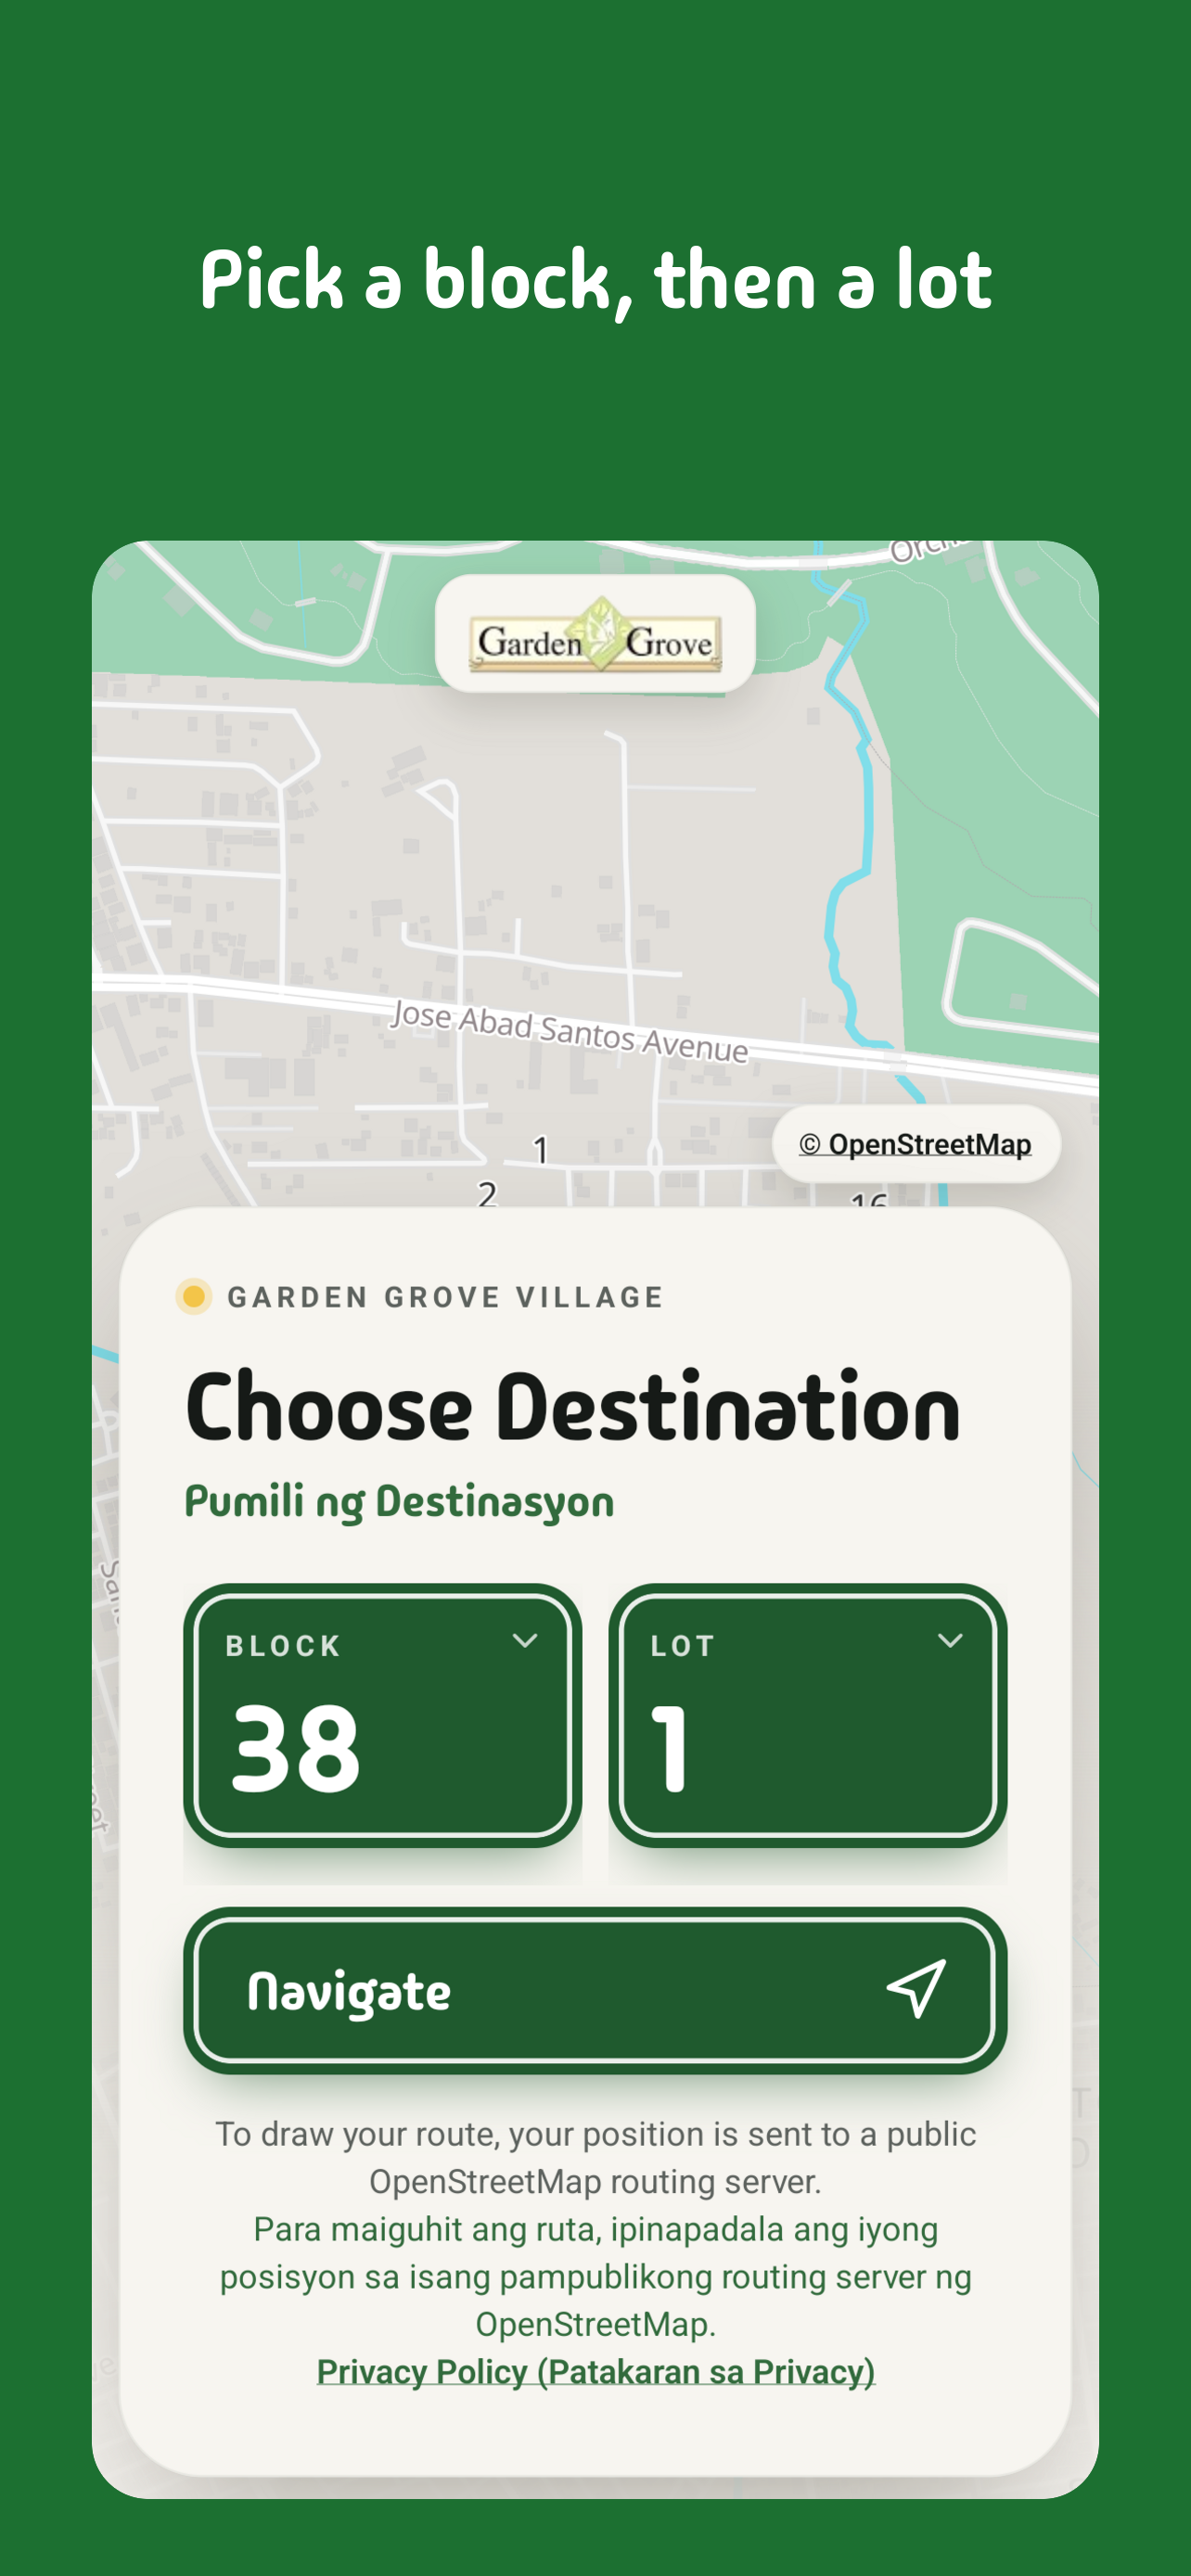 Pick a block, then a lot
Garden Grove
Jose Abad Santos Avenue
1
© OpenStreetMap
2
16
GARDEN GROVE VILLAGE
Choose Destination
Pumili ng Destinasyon
BLOCK
LOT
38
1
Navigate
To draw your route, your position is sent to a public
OpenStreetMap routing server.
Para maiguhit ang ruta, ipinapadala ang iyong
posisyon sa isang pampublikong routing server ng
OpenStreetMap.
Privacy Policy (Patakaran sa Privacy)